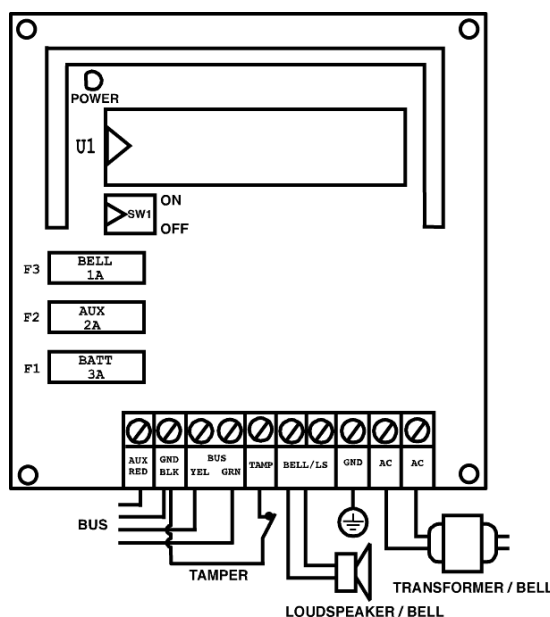 POWER
U1
ON
SW1
OFF
F3
BELL
1A
F2
AUX
2A
F1
BATT
3A
AUX
RED
GND
BLK
BUS
YEL GRN
TAMP
BELL/LS
GND
AC
AC
BUS
TAMPER
TRANSFORMER / BELL
LOUDSPEAKER / BELL